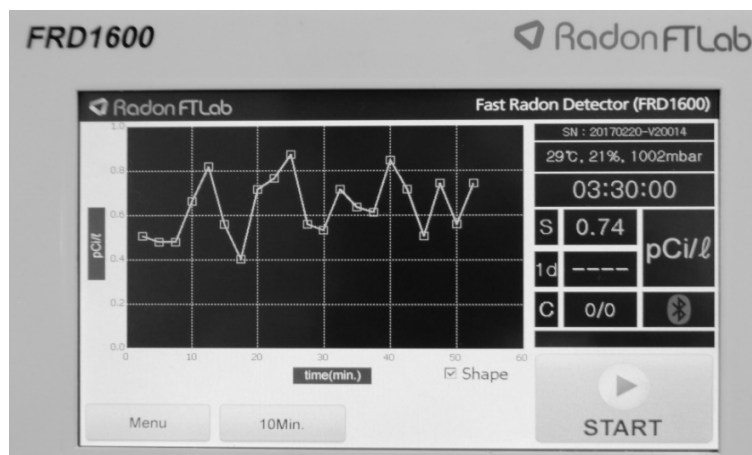 FRD1600
Radon FTLab
Radon FTLab
Fast Radon Detector (FRD1600)
SN : 20170220-V20014
29℃, 21%, 1002mbar
03:30:00
S 0.74 pCi/ℓ
1d ----
C 0/0
1.0
0.8
0.6
0.4
0.2
0.0
pCi/ℓ
0 10 20 30 40 50 60
time(min.)
Shape
Menu
10Min.
START